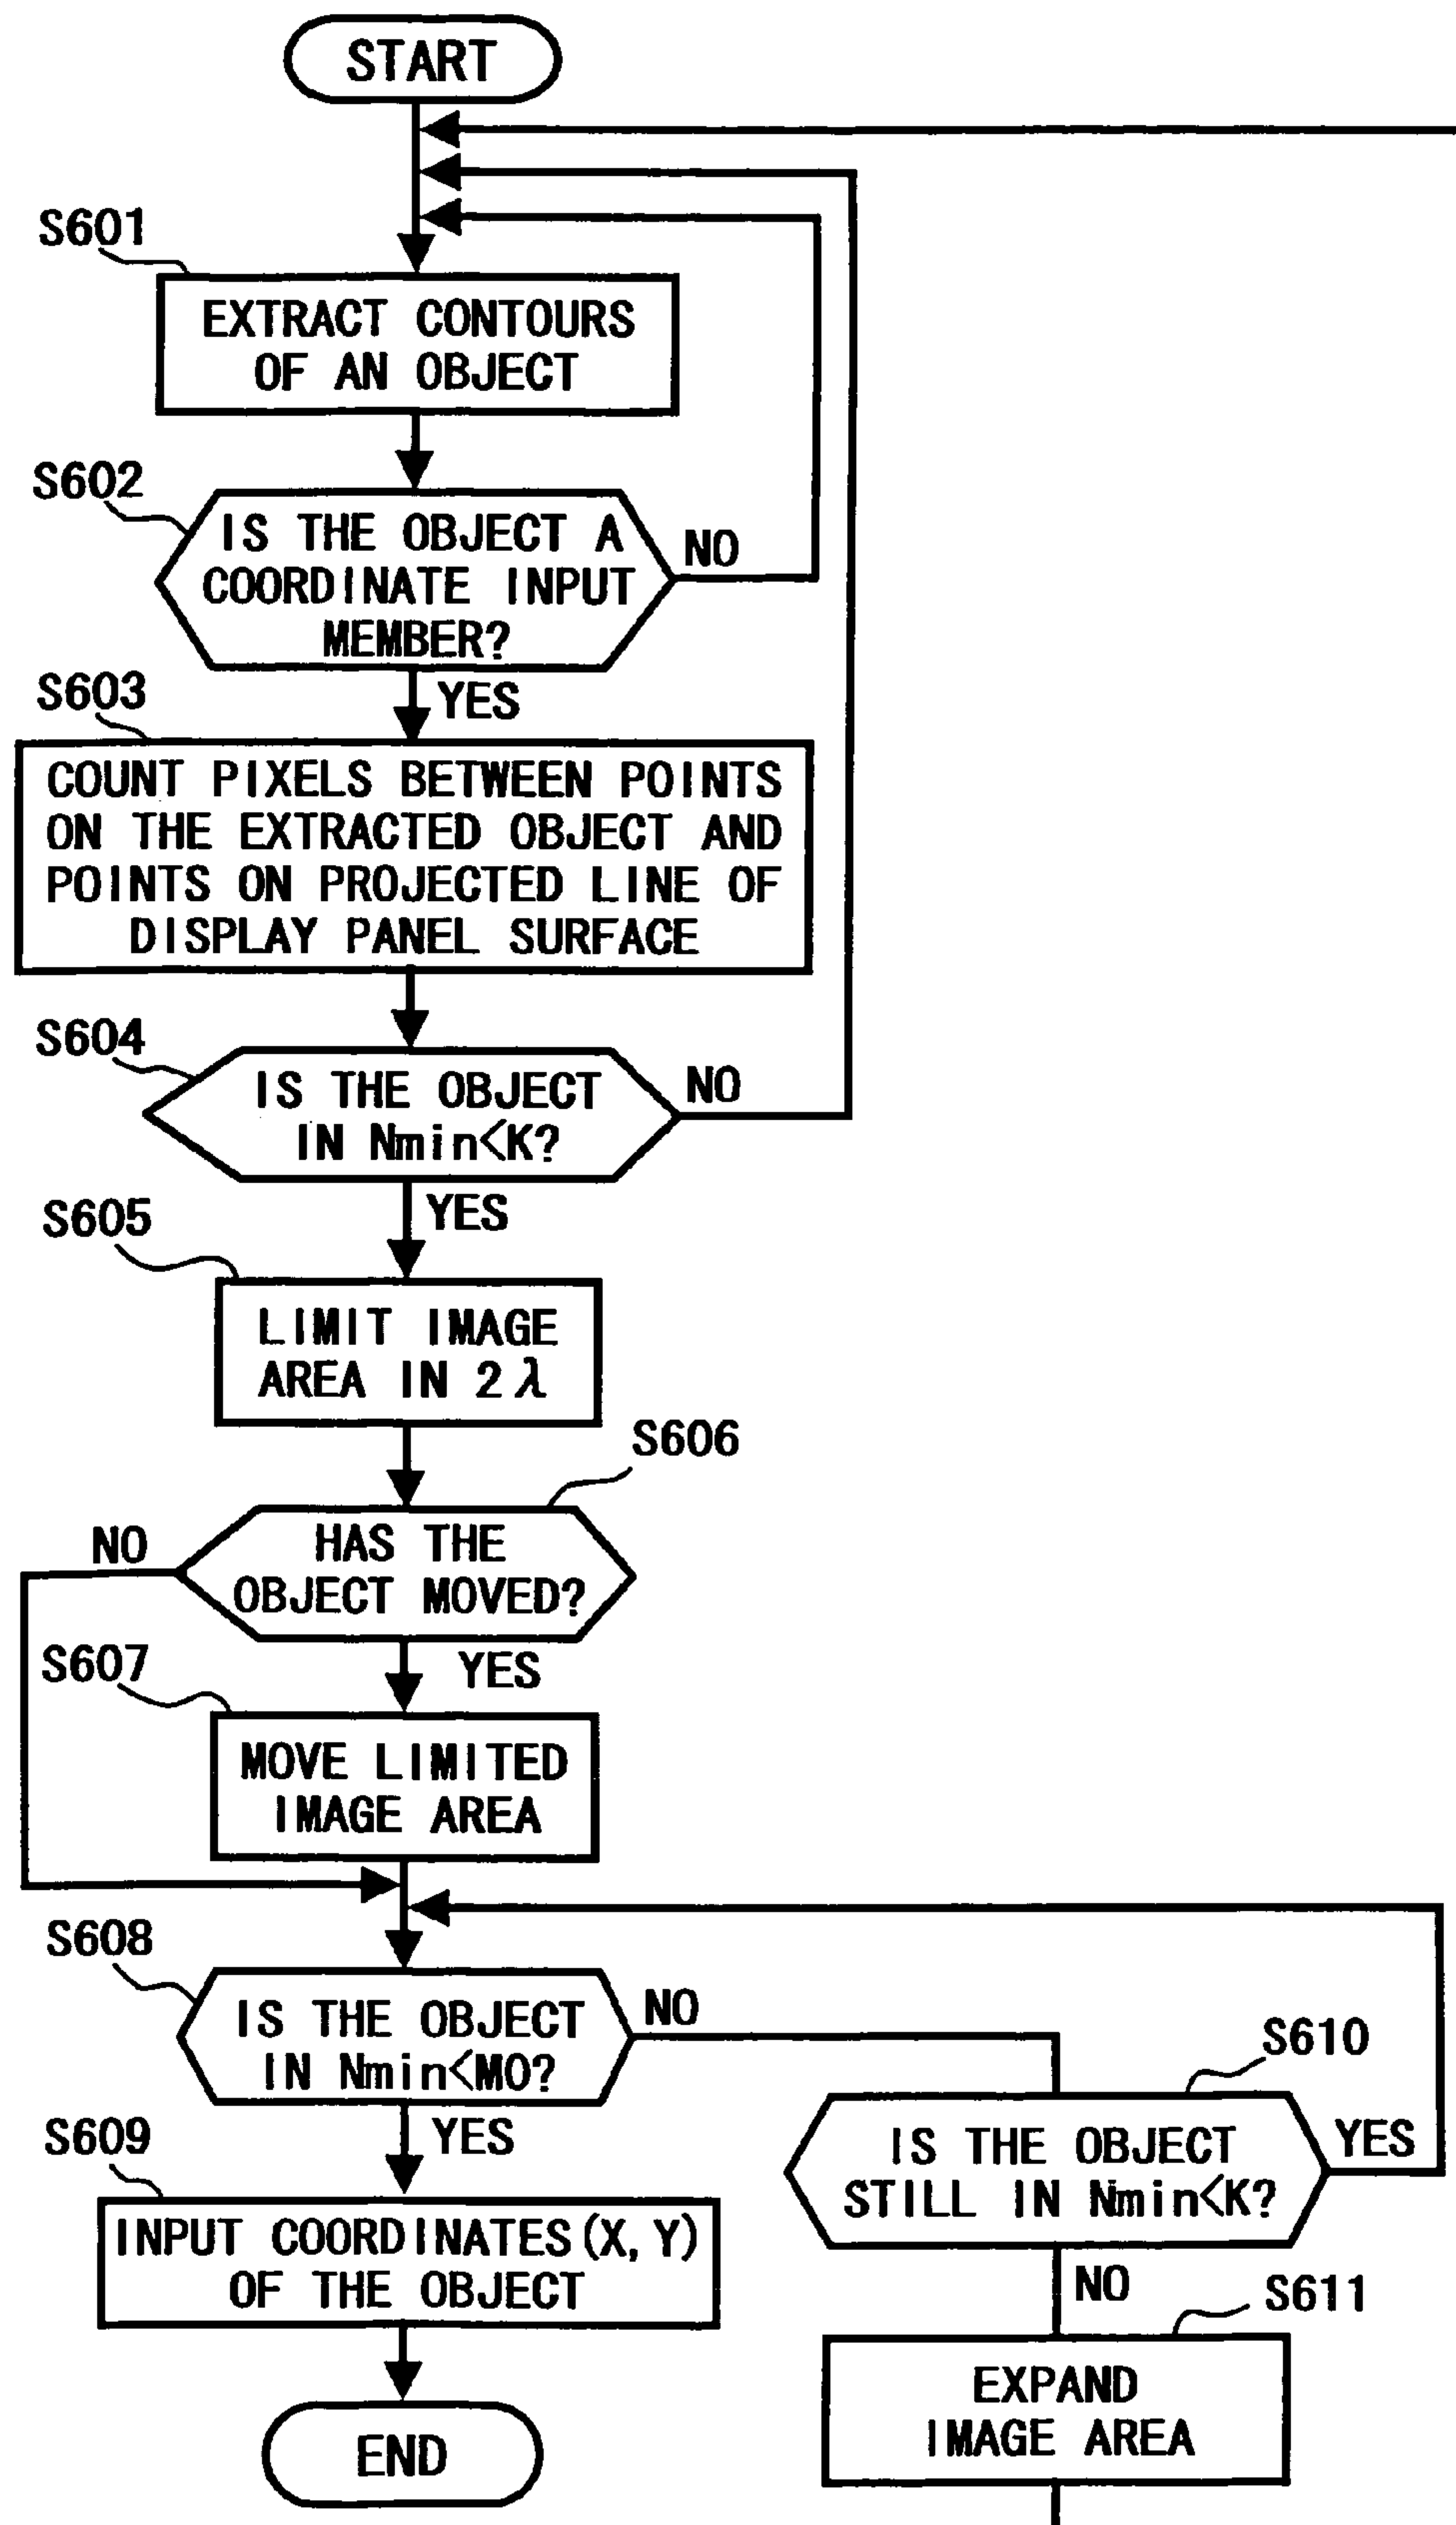 START
S601
EXTRACT CONTOURS
OF AN OBJECT
S602
IS THE OBJECT A
COORDINATE INPUT
MEMBER?
NO
YES
S603
COUNT PIXELS BETWEEN POINTS
ON THE EXTRACTED OBJECT AND
POINTS ON PROJECTED LINE OF
DISPLAY PANEL SURFACE
S604
IS THE OBJECT
IN Nmin<K?
NO
YES
S605
LIMIT IMAGE
AREA IN 2λ
S606
HAS THE
OBJECT MOVED?
NO
YES
S607
MOVE LIMITED
IMAGE AREA
S608
IS THE OBJECT
IN Nmin<MO?
NO
YES
S609
INPUT COORDINATES(X, Y)
OF THE OBJECT
END
S610
IS THE OBJECT
STILL IN Nmin<K?
YES
NO
S611
EXPAND
IMAGE AREA